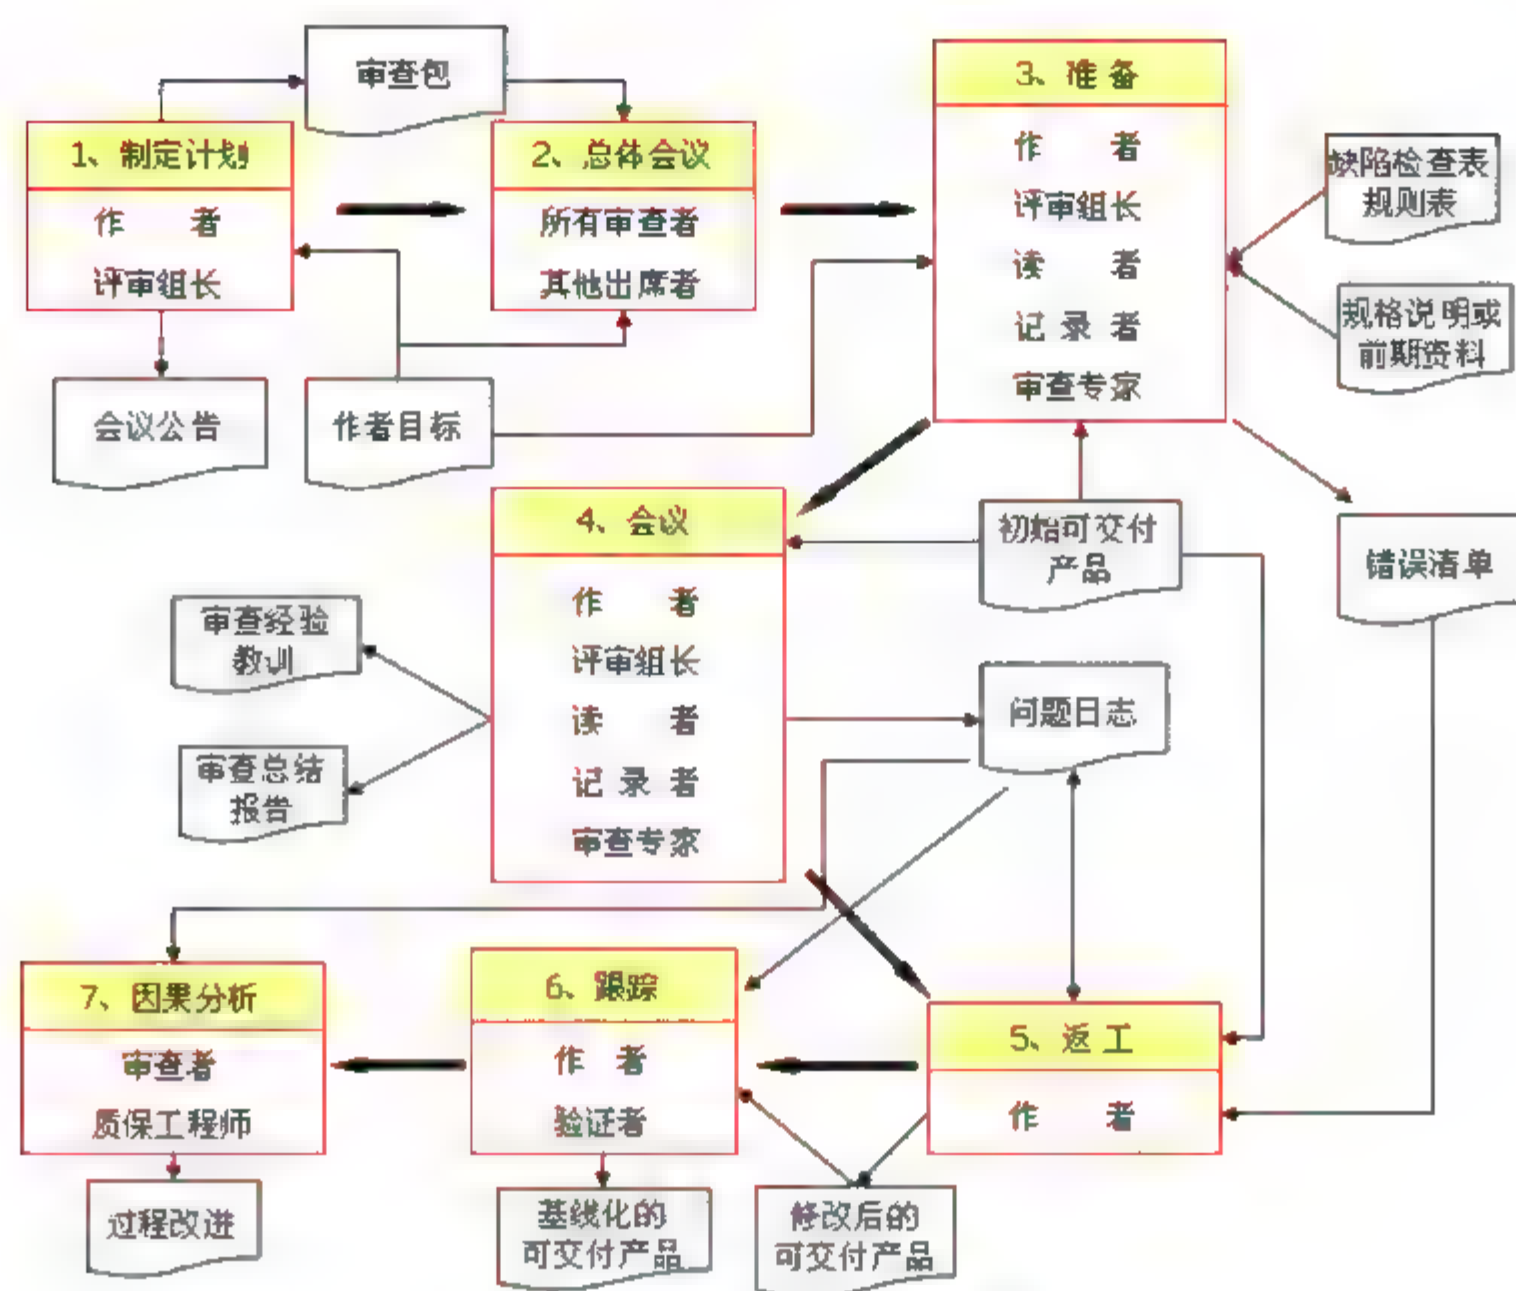 审查包
1、制定计划
作 者
评审组长
2、总体会议
所有审查者
其他出席者
3、准备
作 者
评审组长
读 者
记 录 者
审查专家
缺陷检查表
规则表
规格说明或
前期资料
会议公告
作者目标
4、会议
作 者
评审组长
读 者
记 录 者
审查专家
初始可交付
产品
错误清单
审查经验
教训
审查总结
报告
问题日志
7、因果分析
审查者
质保工程师
6、跟踪
作 者
验证者
5、返 工
作 者
过程改进
基线化的
可交付产品
修改后的
可交付产品